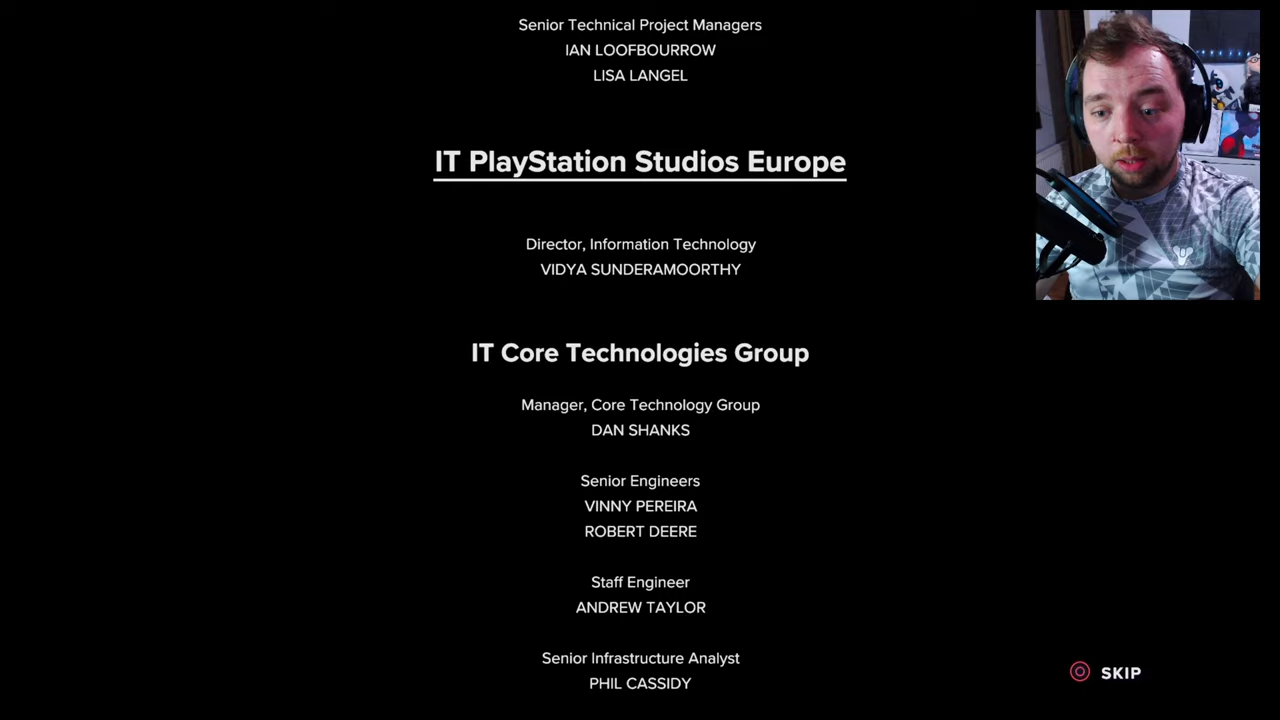 Senior Technical Project Managers
IAN LOOFBOURROW
LISA LANGEL
IT PlayStation Studios Europe
Director, Information Technology
VIDYA SUNDERAMOORTHY
IT Core Technologies Group
Manager, Core Technology Group
DAN SHANKS
Senior Engineers
VINNY PEREIRA
ROBERT DEERE
Staff Engineer
ANDREW TAYLOR
Senior Infrastructure Analyst
PHIL CASSIDY
SKIP